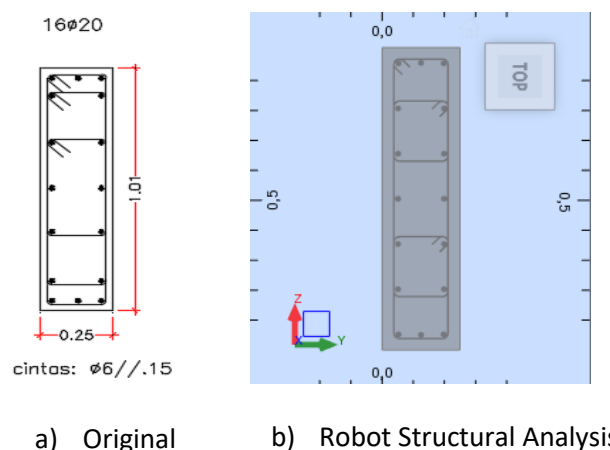 16ø20
1.01
0.25
cintas: ø6//.15
0,0
TOP
0,5
0,5
Z
X
Y
0,0
a) Original
b) Robot Structural Analysis